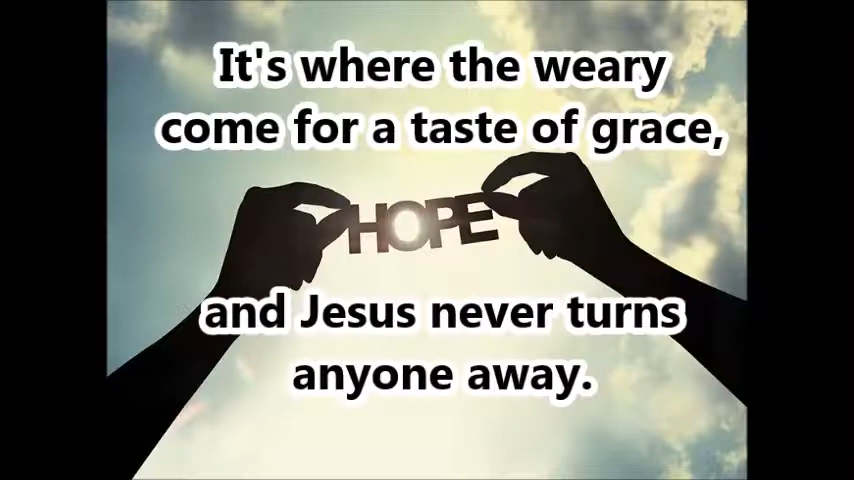 It's where the weary
come for a taste of grace,
HOPE
and Jesus never turns
anyone away.